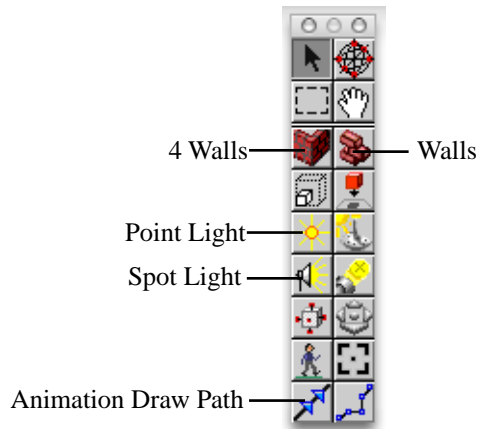 4 Walls
Walls
Point Light
Spot Light
Animation Draw Path